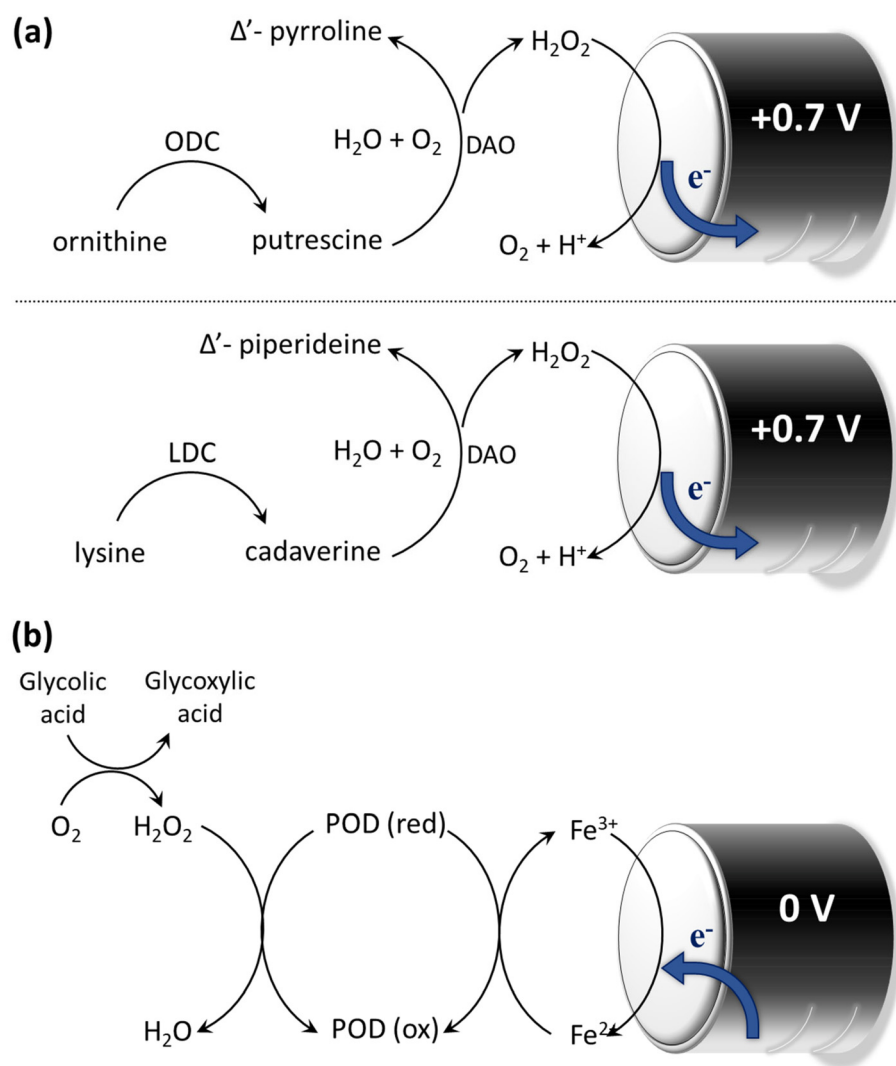 (a)
Δ’- pyrroline
H₂O₂
+0.7 V
ODC
H₂O + O₂
DAO
e⁻
ornithine
putrescine
O₂ + H⁺
Δ’- piperideine
H₂O₂
+0.7 V
LDC
H₂O + O₂
DAO
e⁻
lysine
cadaverine
O₂ + H⁺
(b)
Glycolic
acid
Glycoxylic
acid
O₂
H₂O₂
POD (red)
Fe³⁺
0 V
e⁻
H₂O
POD (ox)
Fe²⁺